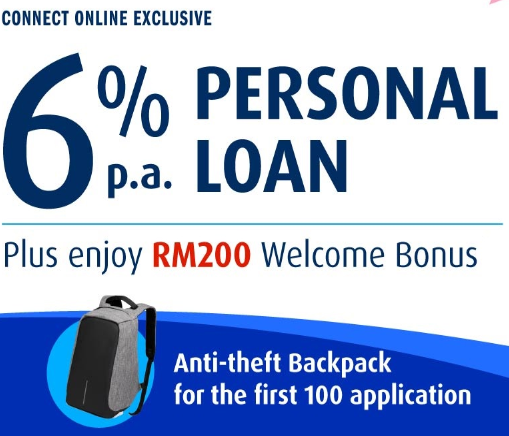 CONNECT ONLINE EXCLUSIVE
6% p.a. PERSONAL LOAN
Plus enjoy RM200 Welcome Bonus
Anti-theft Backpack
for the first 100 application